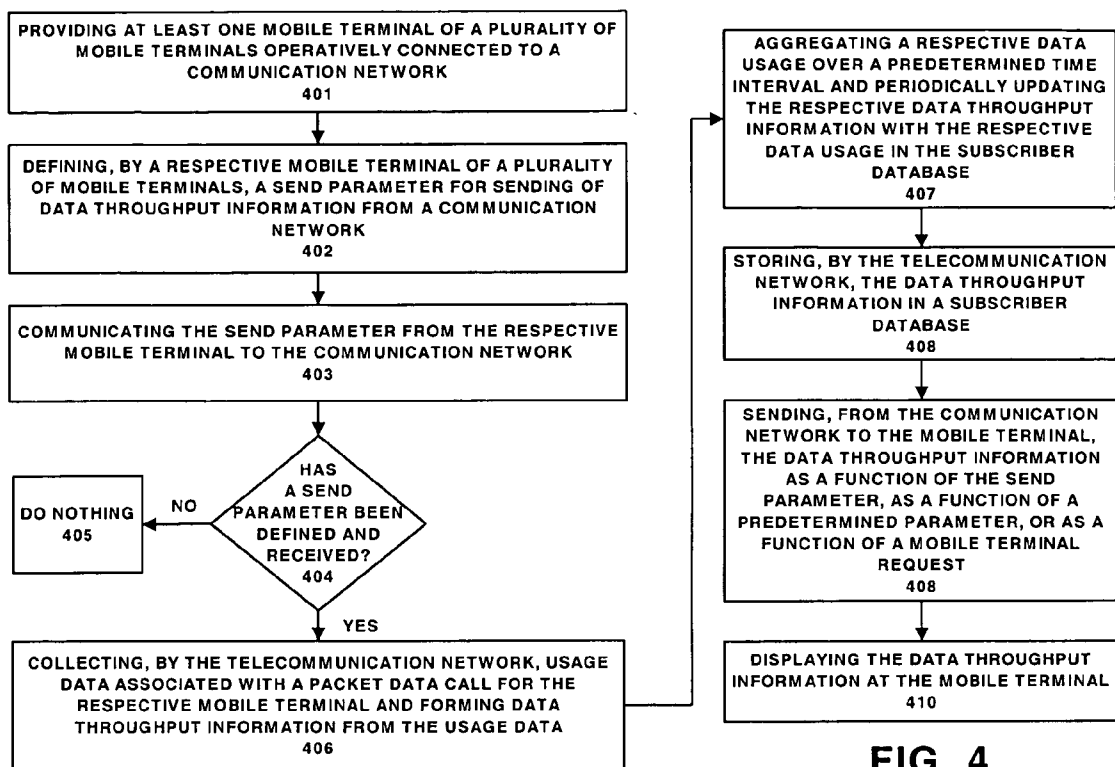 PROVIDING AT LEAST ONE MOBILE TERMINAL OF A PLURALITY OF
MOBILE TERMINALS OPERATIVELY CONNECTED TO A
COMMUNICATION NETWORK
401
DEFINING, BY A RESPECTIVE MOBILE TERMINAL OF A PLURALITY
OF MOBILE TERMINALS, A SEND PARAMETER FOR SENDING OF
DATA THROUGHPUT INFORMATION FROM A COMMUNICATION
NETWORK
402
COMMUNICATING THE SEND PARAMETER FROM THE RESPECTIVE
MOBILE TERMINAL TO THE COMMUNICATION NETWORK
403
HAS
A SEND
PARAMETER BEEN
DEFINED AND
RECEIVED?
404
NO
DO NOTHING
405
YES
COLLECTING, BY THE TELECOMMUNICATION NETWORK, USAGE
DATA ASSOCIATED WITH A PACKET DATA CALL FOR THE
RESPECTIVE MOBILE TERMINAL AND FORMING DATA
THROUGHPUT INFORMATION FROM THE USAGE DATA
406
AGGREGATING A RESPECTIVE DATA
USAGE OVER A PREDETERMINED TIME
INTERVAL AND PERIODICALLY UPDATING
THE RESPECTIVE DATA THROUGHPUT
INFORMATION WITH THE RESPECTIVE
DATA USAGE IN THE SUBSCRIBER
DATABASE
407
STORING, BY THE TELECOMMUNICATION
NETWORK, THE DATA THROUGHPUT
INFORMATION IN A SUBSCRIBER
DATABASE
408
SENDING, FROM THE COMMUNICATION
NETWORK TO THE MOBILE TERMINAL,
THE DATA THROUGHPUT INFORMATION
AS A FUNCTION OF THE SEND
PARAMETER, AS A FUNCTION OF A
PREDETERMINED PARAMETER, OR AS A
FUNCTION OF A MOBILE TERMINAL
REQUEST
408
DISPLAYING THE DATA THROUGHPUT
INFORMATION AT THE MOBILE TERMINAL
410
FIG. 4